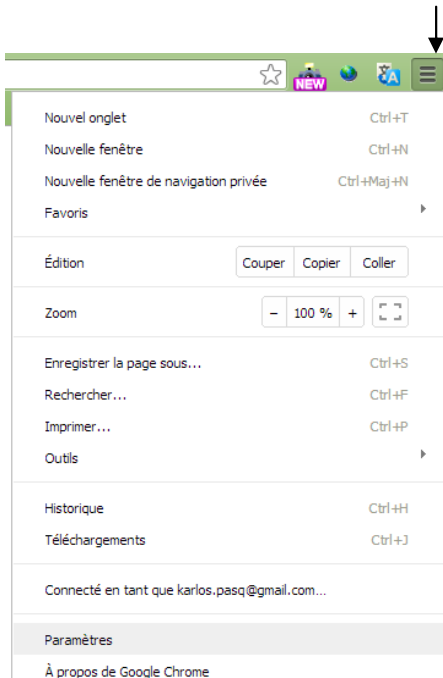 NEW
Nouvel onglet Ctrl+T
Nouvelle fenêtre Ctrl+N
Nouvelle fenêtre de navigation privée Ctrl+Maj+N
Favoris
Édition Couper Copier Coller
Zoom − 100 % +
Enregistrer la page sous... Ctrl+S
Rechercher... Ctrl+F
Imprimer... Ctrl+P
Outils
Historique Ctrl+H
Téléchargements Ctrl+J
Connecté en tant que karlos.pasq@gmail.com...
Paramètres
À propos de Google Chrome